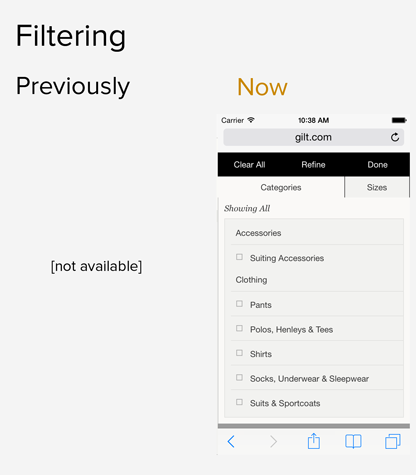 Filtering
Previously
Now
[not available]
Carrier 10:38 AM
gilt.com
Clear All Refine Done
Categories Sizes
Showing All
Accessories
Suiting Accessories
Clothing
Pants
Polos, Henleys & Tees
Shirts
Socks, Underwear & Sleepwear
Suits & Sportcoats